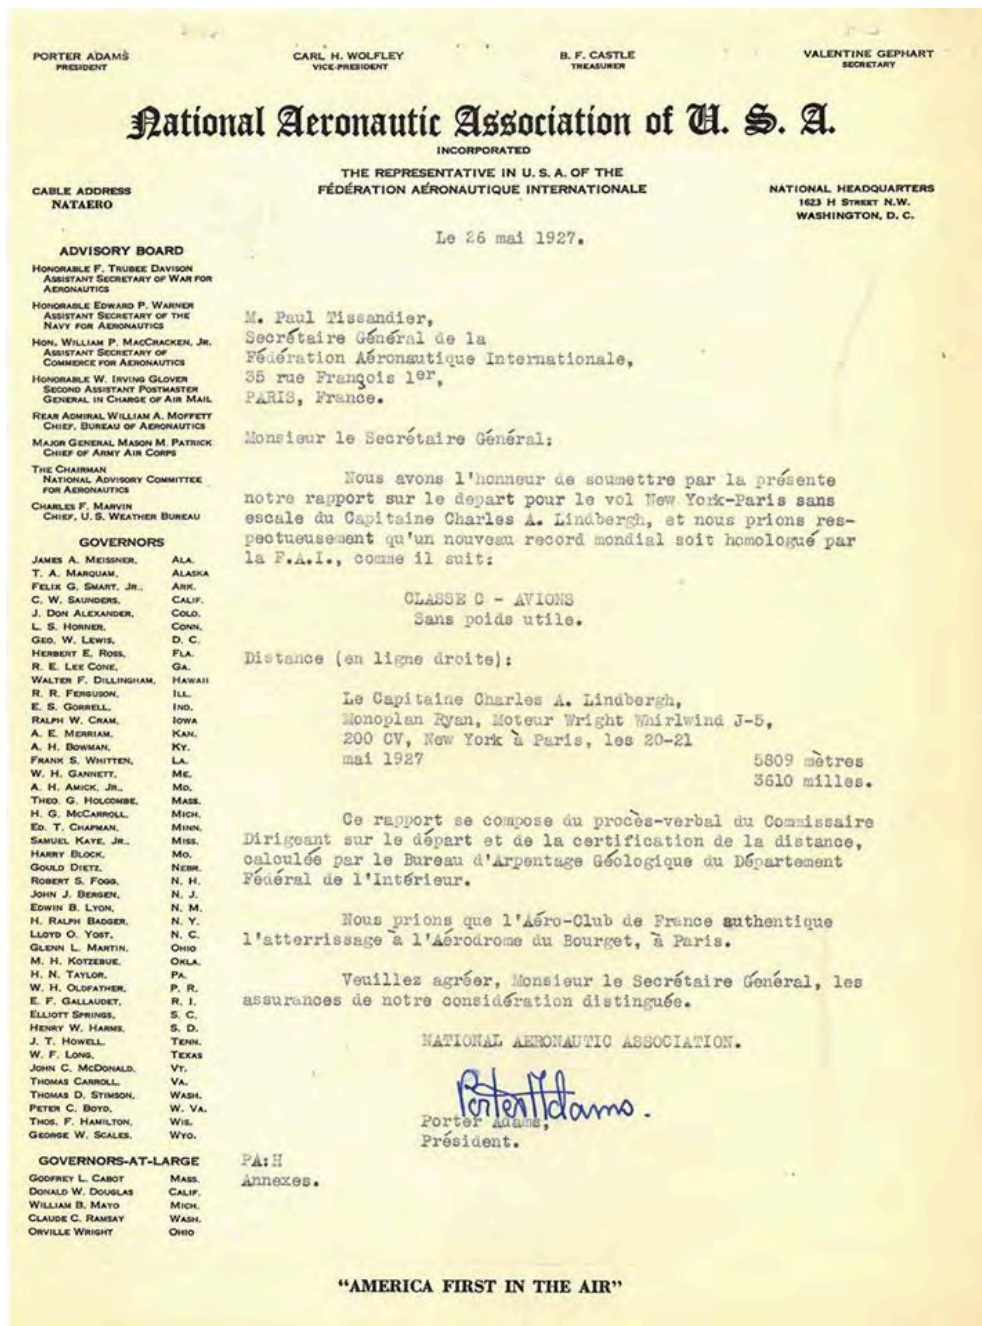 PORTER ADAMS
PRESIDENT
CARL H. WOLFLEY
VICE-PRESIDENT
B. F. CASTLE
TREASURER
VALENTINE GEPHART
SECRETARY
National Aeronautic Association of U. S. A.
INCORPORATED
THE REPRESENTATIVE IN U. S. A. OF THE
FÉDÉRATION AÉRONAUTIQUE INTERNATIONALE
CABLE ADDRESS
NATAERO
NATIONAL HEADQUARTERS
1623 H STREET N.W.
WASHINGTON, D. C.
ADVISORY BOARD
HONORABLE F. TRUBEE DAVISON
ASSISTANT SECRETARY OF WAR FOR
AERONAUTICS
HONORABLE EDWARD P. WARNER
ASSISTANT SECRETARY OF THE
NAVY FOR AERONAUTICS
HON. WILLIAM P. MACCRACKEN, JR.
ASSISTANT SECRETARY OF
COMMERCE FOR AERONAUTICS
HONORABLE W. IRVING GLOVER
SECOND ASSISTANT POSTMASTER
GENERAL IN CHARGE OF AIR MAIL
REAR ADMIRAL WILLIAM A. MOFFETT
CHIEF, BUREAU OF AERONAUTICS
MAJOR GENERAL MASON M. PATRICK
CHIEF OF ARMY AIR CORPS
THE CHAIRMAN
NATIONAL ADVISORY COMMITTEE
FOR AERONAUTICS
CHARLES F. MARVIN
CHIEF, U. S. WEATHER BUREAU
GOVERNORS
JAMES A. MEISSNER, ALA.
T. A. MARQUAM, ALASKA
FELIX G. SMART, JR., ARK.
C. W. SAUNDERS, CALIF.
J. DON ALEXANDER, COLO.
L. S. HORNER, CONN.
GEO. W. LEWIS, D. C.
HERBERT E. ROSS, FLA.
R. E. LEE CONE, GA.
WALTER F. DILLINGHAM, HAWAII
R. R. FERGUSON, ILL.
E. S. GORRELL, IND.
RALPH W. CRAM, IOWA
A. E. MERRIAM, KAN.
A. H. BOWMAN, KY.
FRANK S. WHITTEN, LA.
W. H. GANNETT, ME.
A. H. AMICK, JR., MD.
THEO. G. HOLCOMBE, MASS.
H. G. MCCARROLL, MICH.
ED. T. CHAPMAN, MINN.
SAMUEL KAYE, JR., MISS.
HARRY BLOCK, MO.
GOULD DIETZ, NEBR.
ROBERT S. FOGG, N. H.
JOHN J. BERGEN, N. J.
EDWIN B. LYON, N. M.
H. RALPH BADGER, N. Y.
LLOYD O. YOST, N. C.
GLENN L. MARTIN, OHIO
M. H. KOTZEBUE, OKLA.
H. N. TAYLOR, PA.
W. H. OLDFATHER, P. R.
E. F. GALLAUDET, R. I.
ELLIOTT SPRINGS, S. C.
HENRY W. HARMS, S. D.
J. T. HOWELL, TENN.
W. F. LONG, TEXAS
JOHN C. MCDONALD, VT.
THOMAS CARROLL, VA.
THOMAS D. STIMSON, WASH.
PETER C. BOYD, W. VA.
THOS. F. HAMILTON, WIS.
GEORGE W. SCALES, WYO.
GOVERNORS-AT-LARGE
GODFREY L. CABOT MASS.
DONALD W. DOUGLAS CALIF.
WILLIAM B. MAYO MICH.
CLAUDE C. RAMSAY WASH.
ORVILLE WRIGHT OHIO
Le 26 mai 1927.
M. Paul Tissandier,
Secrétaire Général de la
Fédération Aéronautique Internationale,
35 rue François 1er,
PARIS, France.
Monsieur le Secrétaire Général:
Nous avons l'honneur de soumettre par la présente
notre rapport sur le depart pour le vol New York-Paris sans
escale du Capitaine Charles A. Lindbergh, et nous prions res-
pectueusement qu'un nouveau record mondial soit homologué par
la F.A.I., comme il suit:
CLASSE C - AVIONS
Sans poids utile.
Distance (en ligne droite):
Le Capitaine Charles A. Lindbergh,
Monoplan Ryan, Moteur Wright Whirlwind J-5,
200 CV, New York à Paris, les 20-21
mai 1927 5809 mètres
3610 milles.
Ce rapport se compose du procès-verbal du Commissaire
Dirigeant sur le départ et de la certification de la distance,
calculée par le Bureau d'Arpentage Géologique du Département
Fédéral de l'Intérieur.
Nous prions que l'Aéro-Club de France authentique
l'atterrissage à l'Aérodrome du Bourget, à Paris.
Veuillez agréer, Monsieur le Secrétaire Général, les
assurances de notre considération distinguée.
NATIONAL AERONAUTIC ASSOCIATION.
Porter Adams.
Porter Adams,
Président.
PA:H
Annexes.
"AMERICA FIRST IN THE AIR"